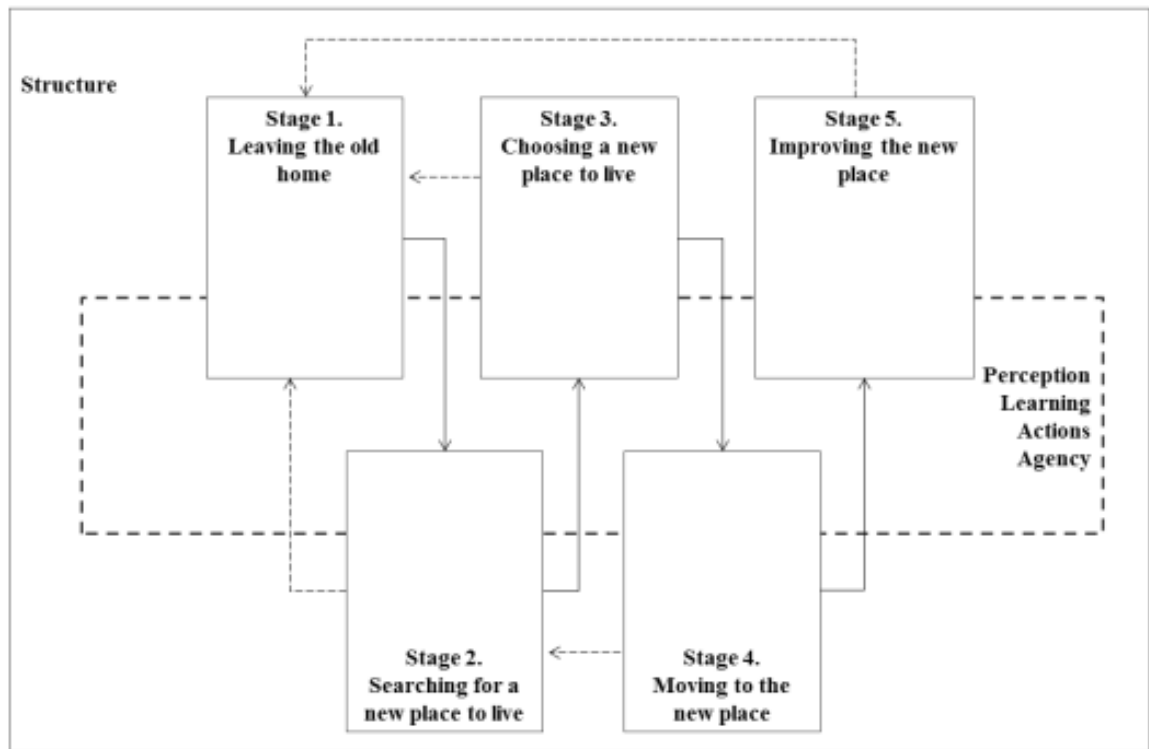 Structure
Stage 1.
Leaving the old
home
Stage 3.
Choosing a new
place to live
Stage 5.
Improving the new
place
Perception
Learning
Actions
Agency
Stage 2.
Searching for a
new place to live
Stage 4.
Moving to the
new place